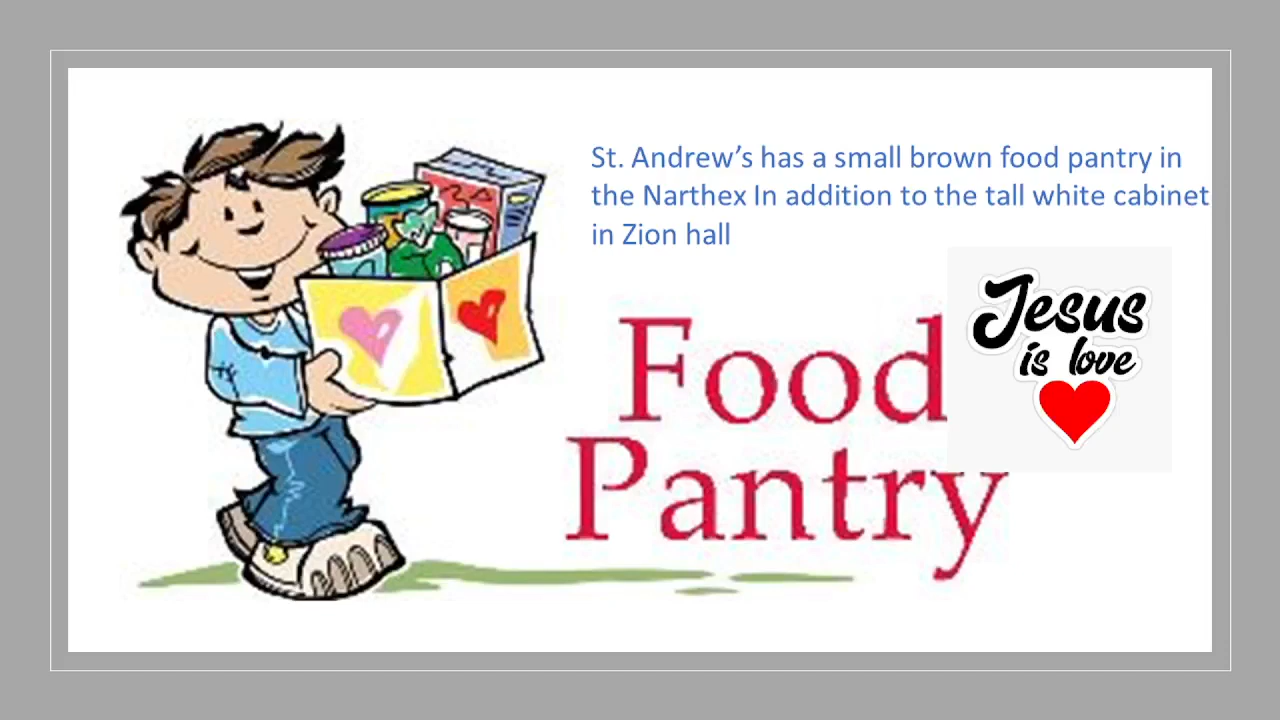 St. Andrew’s has a small brown food pantry in
the Narthex In addition to the tall white cabinet
in Zion hall
Jesus
is love
Food
Pantry